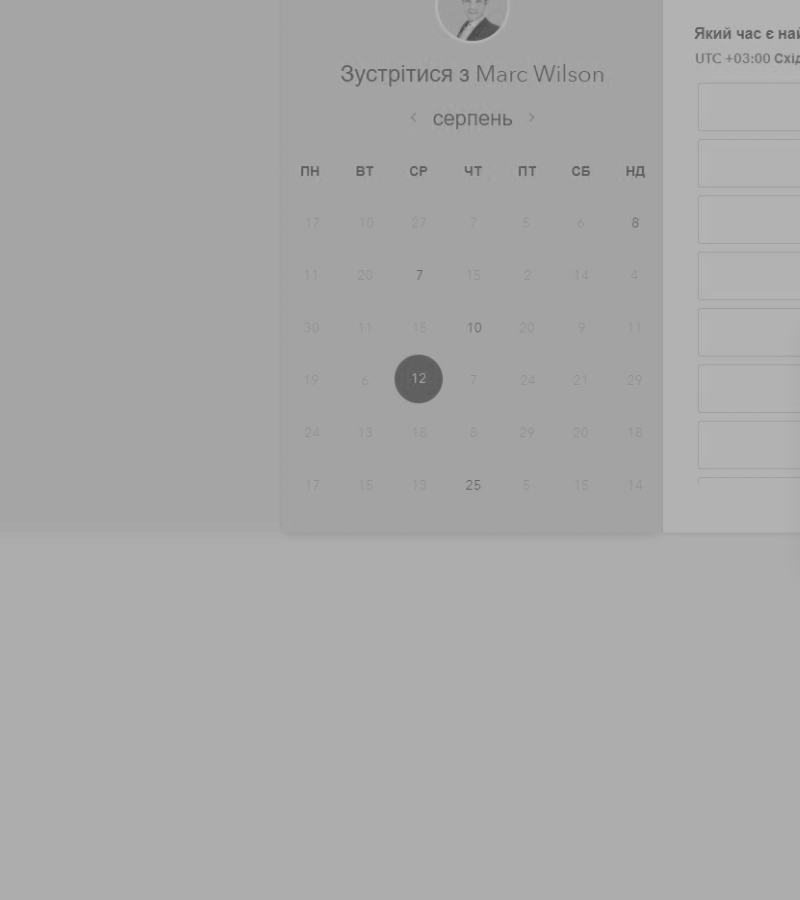 Зустрітися з Marc Wilson
серпень
ПН ВТ СР ЧТ ПТ СБ НД
17 10 27 7 5 6 8
11 20 7 15 2 14 4
30 11 15 10 20 9 11
19 6 12 7 24 21 29
24 13 18 8 29 20 18
17 15 13 25 5 15 14
Який час є най
UTC +03:00 Схід